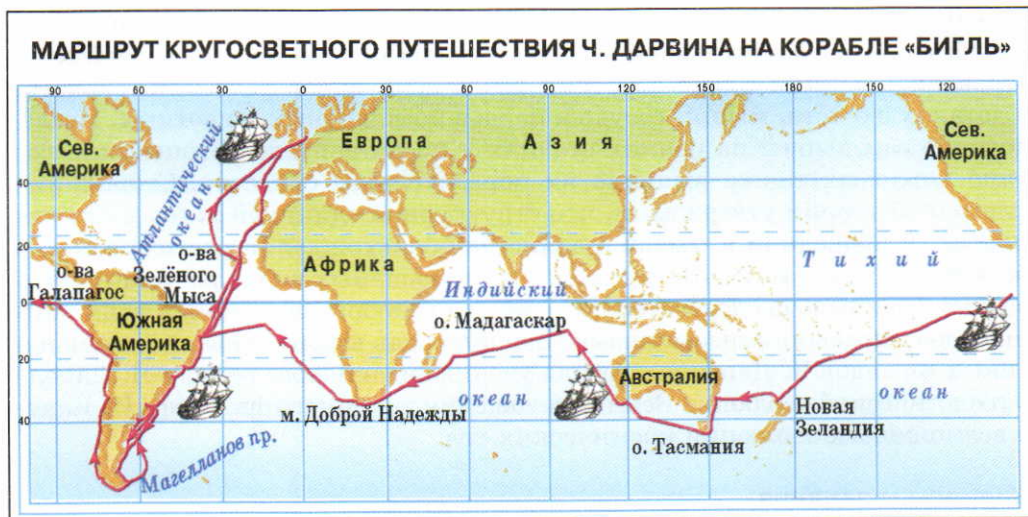 МАРШРУТ КРУГОСВЕТНОГО ПУТЕШЕСТВИЯ Ч. ДАРВИНА НА КОРАБЛЕ «БИГЛЬ»
90 60 30 0 30 60 90 120 150 180 150 120
Сев.
Америка
Атлантический
океан
Европа
Азия
Сев.
Америка
40
20
0
20
40
о-ва
Галапагос
о-ва
Зелёного
Мыса
Африка
Индийский
океан
Тихий
океан
Южная
Америка
о. Мадагаскар
Австралия
м. Доброй Надежды
Новая
Зеландия
о. Тасмания
Магелланов пр.